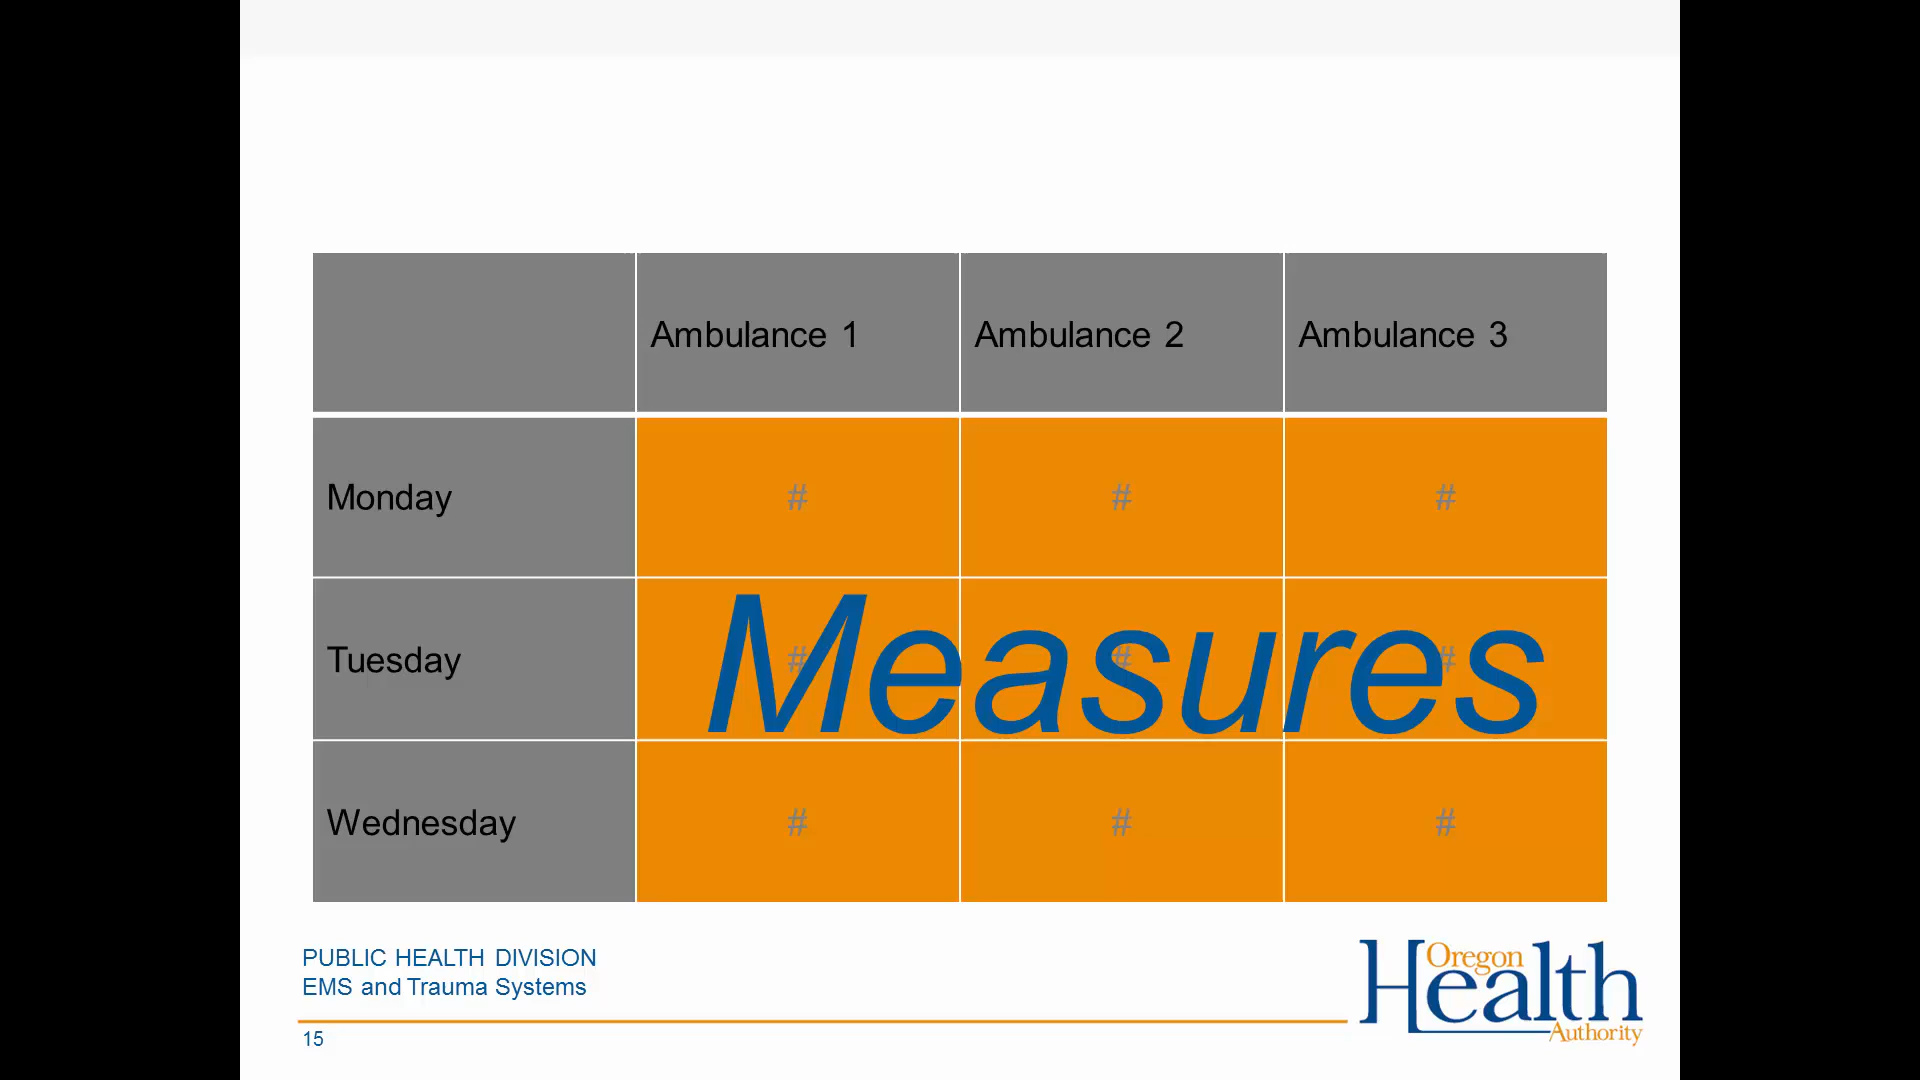 Ambulance 1 Ambulance 2 Ambulance 3
Monday # # #
Tuesday # # #
Measures
Wednesday # # #
PUBLIC HEALTH DIVISION
EMS and Trauma Systems
15
Oregon
Health
Authority